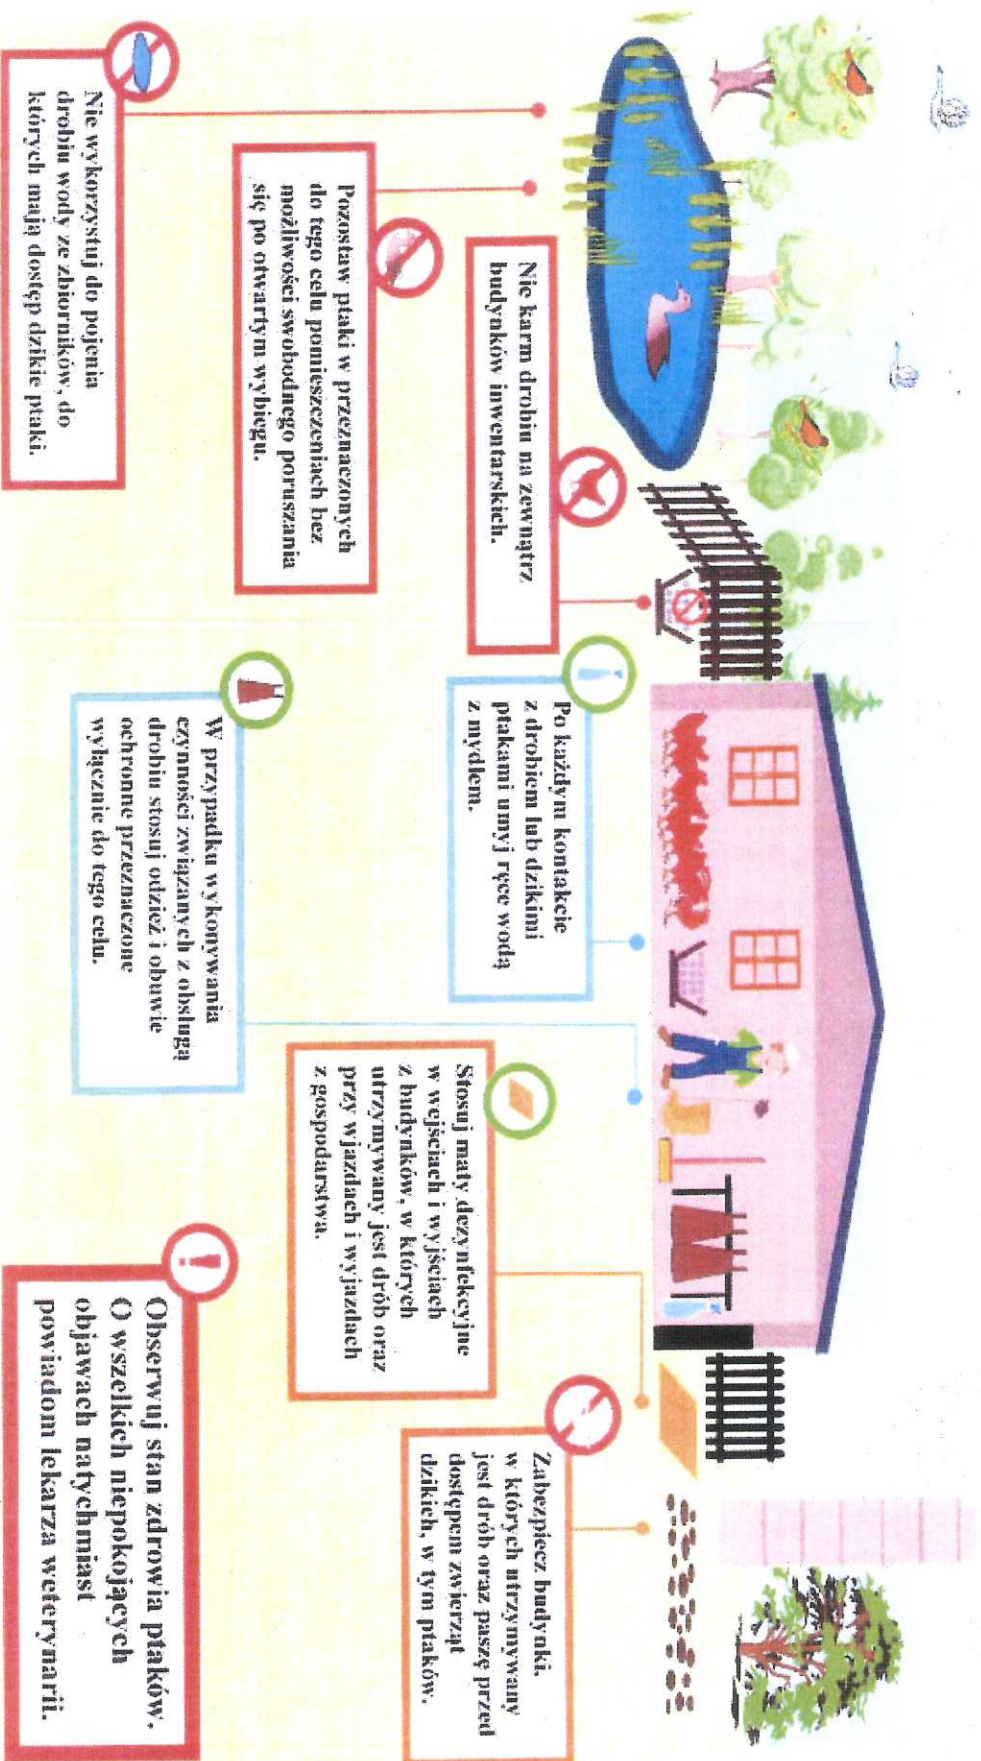 Nie wykorzystuj do pojenia
drobiu wody ze zbiorników, do
których mają dostęp dzikie ptaki.
Pozostaw ptaki w przeznaczonych
do tego celu pomieszczeniach bez
możliwości swobodnego poruszania
się po otwartym wybiegu.
Nie karm drobiu na zewnątrz
budynków inwentarskich.
Po każdym kontakcie
z drobiem lub dzikimi
ptakami umyj ręce wodą
z mydłem.
W przypadku wykonywania
czynności związanych z obsługą
drobiu stosuj odzież i obuwie
ochronne przeznaczone
wyłącznie do tego celu.
Stosuj maty dezynfekcyjne
w wejściach i wyjściach
z budynków, w których
utrzymywany jest drób oraz
przy wjazdach i wyjazdach
z gospodarstwa.
Zabezpiecz budynki,
w których utrzymywany
jest drób oraz paszę przed
dostępem zwierząt
dzikich, w tym ptaków.
Obserwuj stan zdrowia ptaków.
O wszelkich niepokojących
objawach natychmiast
powiadom lekarza weterynarii.